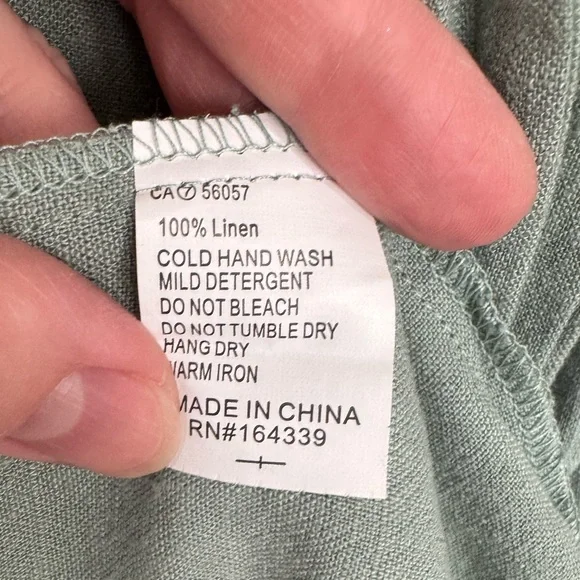 CA⑦ 56057
100% Linen
COLD HAND WASH
MILD DETERGENT
DO NOT BLEACH
DO NOT TUMBLE DRY
HANG DRY
WARM IRON
MADE IN CHINA
RN#164339